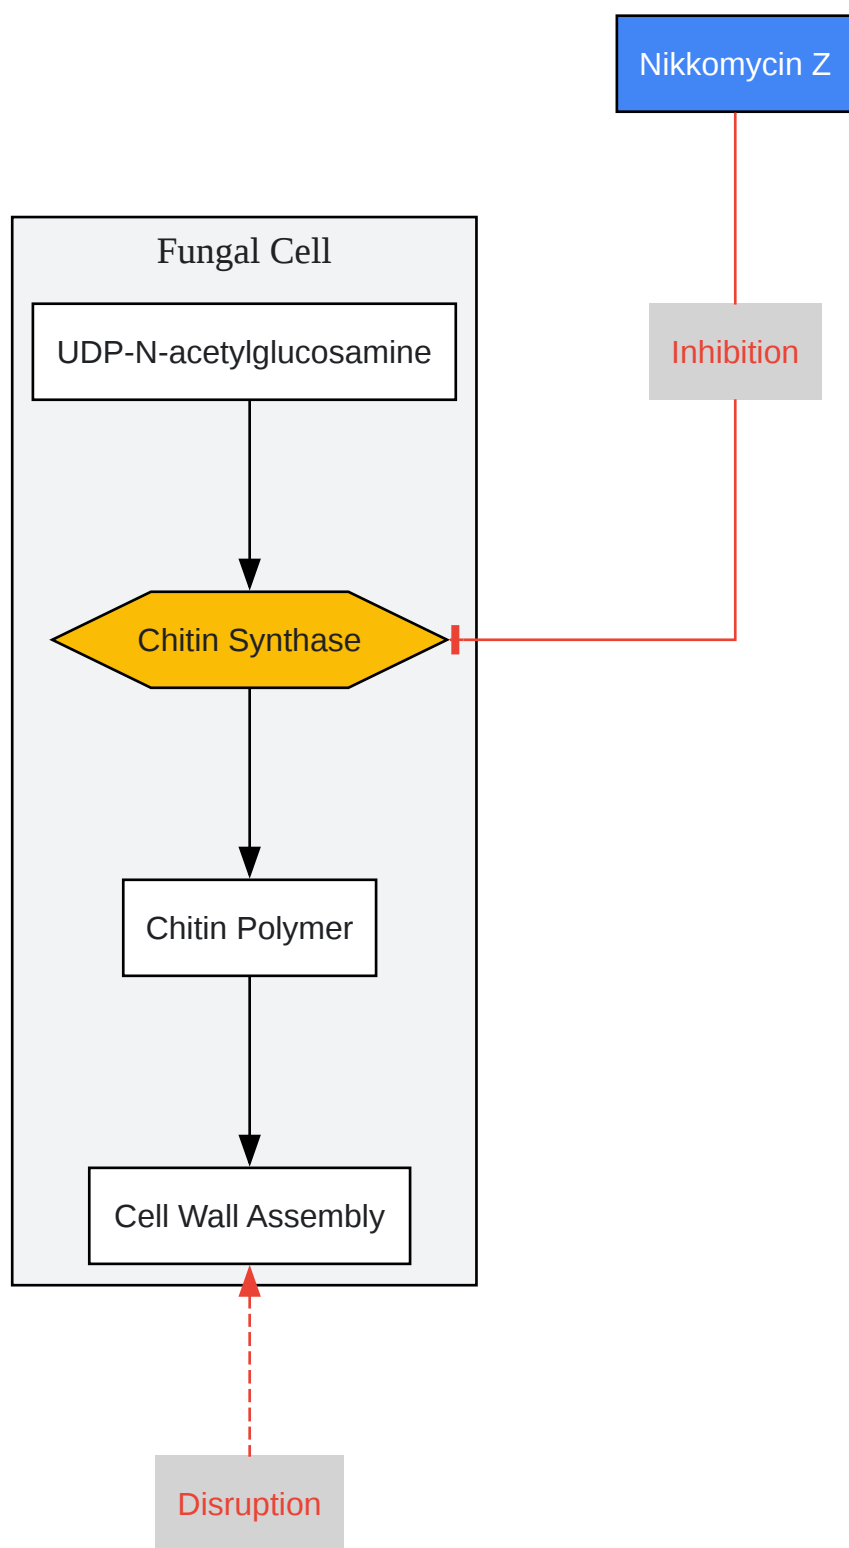 Nikkomycin Z
Fungal Cell
UDP-N-acetylglucosamine
Inhibition
Chitin Synthase
Chitin Polymer
Cell Wall Assembly
Disruption